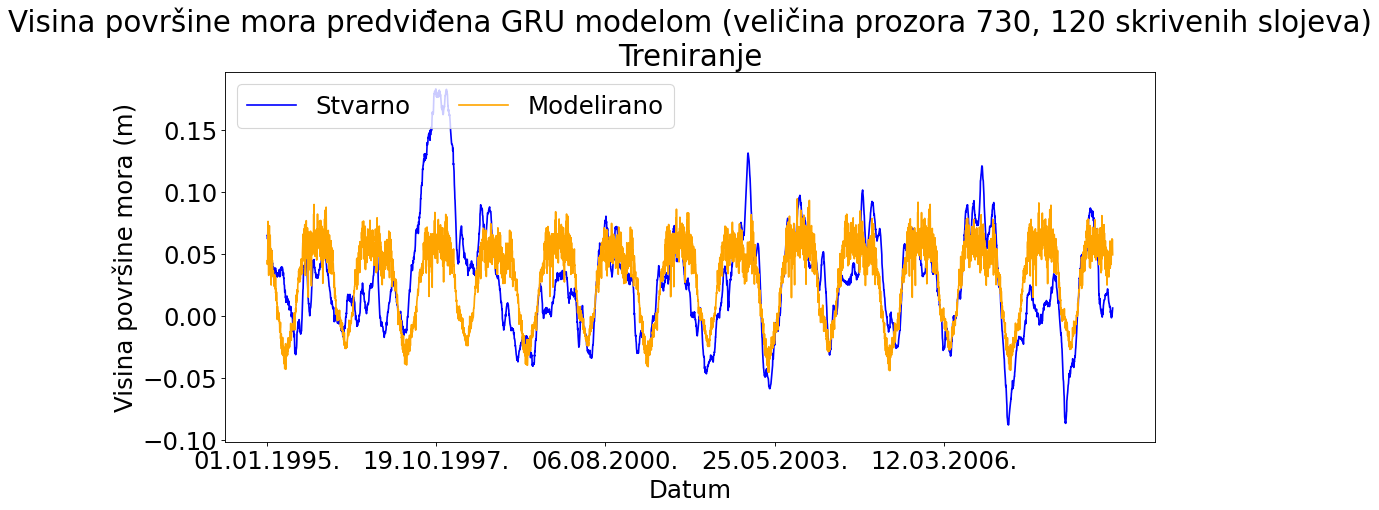 Visina površine mora predviđena GRU modelom (veličina prozora 730, 120 skrivenih slojeva)
Treniranje
Stvarno
Modelirano
Visina površine mora (m)
0.15
0.10
0.05
0.00
−0.05
−0.10
01.01.1995.
19.10.1997.
06.08.2000.
25.05.2003.
12.03.2006.
Datum